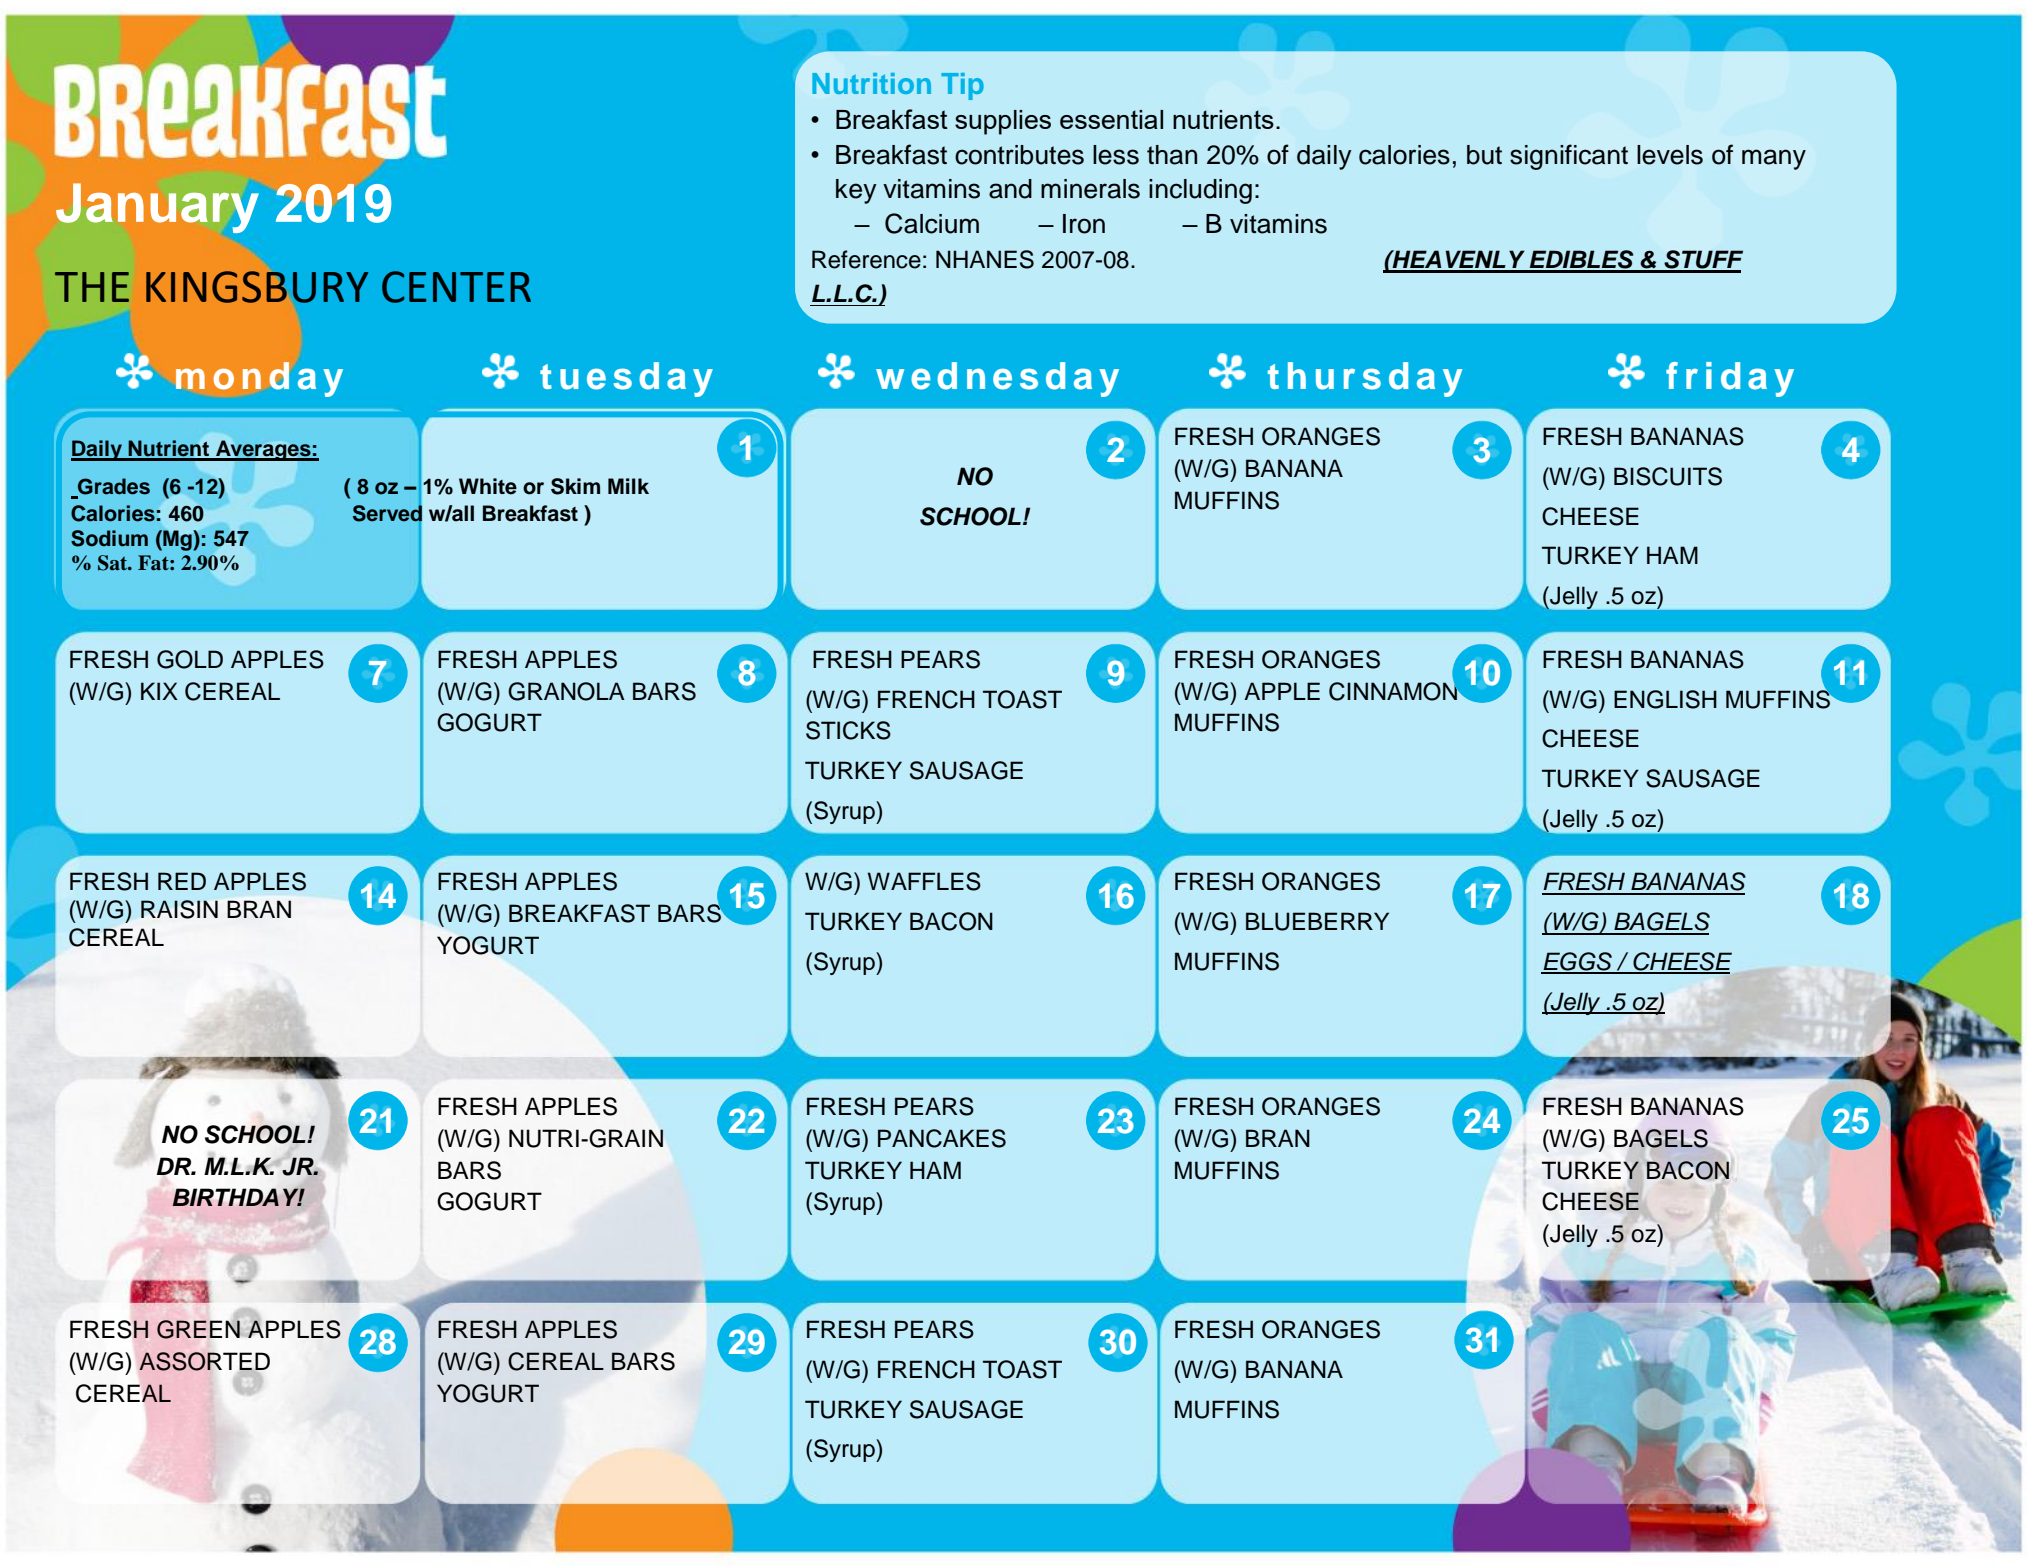 BREAKFAST
January 2019
THE KINGSBURY CENTER
Nutrition Tip
• Breakfast supplies essential nutrients.
• Breakfast contributes less than 20% of daily calories, but significant levels of many
key vitamins and minerals including:
– Calcium – Iron – B vitamins
Reference: NHANES 2007-08. (HEAVENLY EDIBLES & STUFF
L.L.C.)
monday tuesday wednesday thursday friday
Daily Nutrient Averages:
Grades (6 -12) ( 8 oz – 1% White or Skim Milk
Calories: 460 Served w/all Breakfast )
Sodium (Mg): 547
% Sat. Fat: 2.90%
1
2
NO
SCHOOL!
3
FRESH ORANGES
(W/G) BANANA
MUFFINS
4
FRESH BANANAS
(W/G) BISCUITS
CHEESE
TURKEY HAM
(Jelly .5 oz)
7
FRESH GOLD APPLES
(W/G) KIX CEREAL
8
FRESH APPLES
(W/G) GRANOLA BARS
GOGURT
9
FRESH PEARS
(W/G) FRENCH TOAST
STICKS
TURKEY SAUSAGE
(Syrup)
10
FRESH ORANGES
(W/G) APPLE CINNAMON
MUFFINS
11
FRESH BANANAS
(W/G) ENGLISH MUFFINS
CHEESE
TURKEY SAUSAGE
(Jelly .5 oz)
14
FRESH RED APPLES
(W/G) RAISIN BRAN
CEREAL
15
FRESH APPLES
(W/G) BREAKFAST BARS
YOGURT
16
W/G) WAFFLES
TURKEY BACON
(Syrup)
17
FRESH ORANGES
(W/G) BLUEBERRY
MUFFINS
18
FRESH BANANAS
(W/G) BAGELS
EGGS / CHEESE
(Jelly .5 oz)
21
NO SCHOOL!
DR. M.L.K. JR.
BIRTHDAY!
22
FRESH APPLES
(W/G) NUTRI-GRAIN
BARS
GOGURT
23
FRESH PEARS
(W/G) PANCAKES
TURKEY HAM
(Syrup)
24
FRESH ORANGES
(W/G) BRAN
MUFFINS
25
FRESH BANANAS
(W/G) BAGELS
TURKEY BACON
CHEESE
(Jelly .5 oz)
28
FRESH GREEN APPLES
(W/G) ASSORTED
CEREAL
29
FRESH APPLES
(W/G) CEREAL BARS
YOGURT
30
FRESH PEARS
(W/G) FRENCH TOAST
TURKEY SAUSAGE
(Syrup)
31
FRESH ORANGES
(W/G) BANANA
MUFFINS